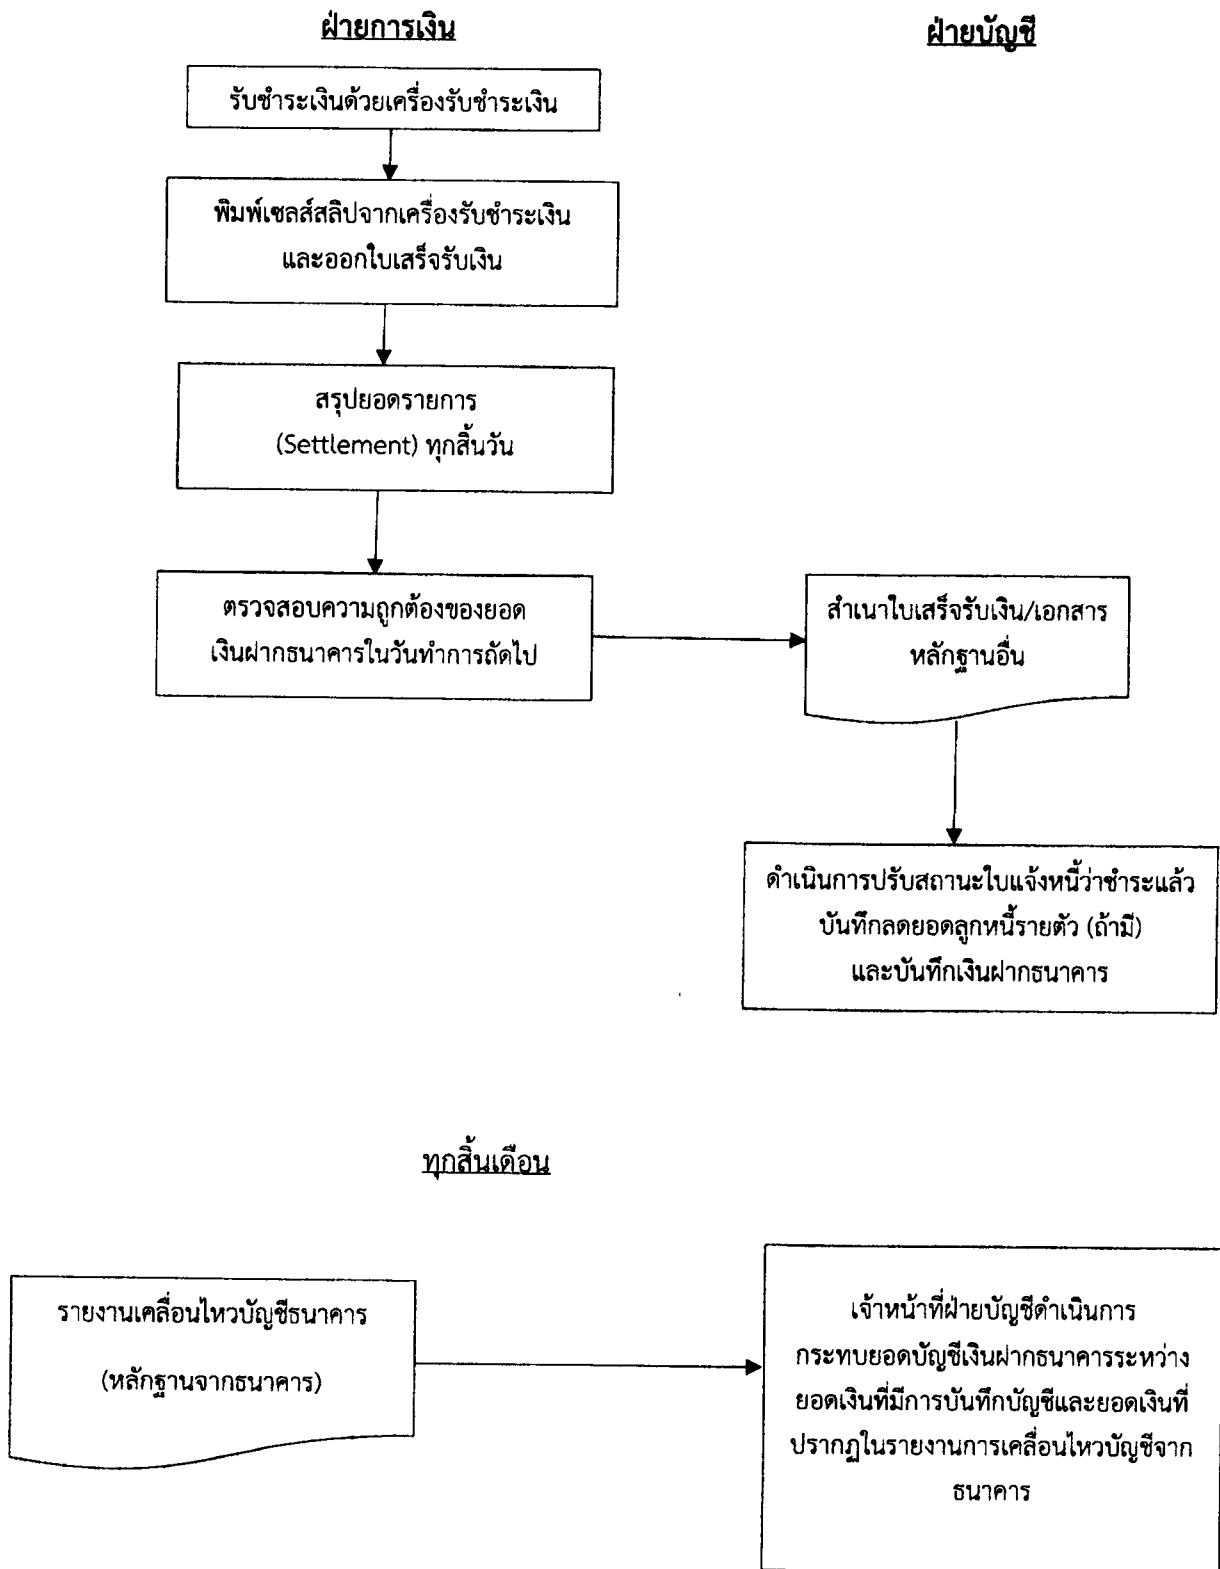 ฝ่ายการเงิน
ฝ่ายบัญชี
รับชำระเงินด้วยเครื่องรับชำระเงิน
พิมพ์เซลส์สลิปจากเครื่องรับชำระเงิน
และออกใบเสร็จรับเงิน
สรุปยอดรายการ
(Settlement) ทุกสิ้นวัน
ตรวจสอบความถูกต้องของยอด
เงินฝากธนาคารในวันทำการถัดไป
สำเนาใบเสร็จรับเงิน/เอกสาร
หลักฐานอื่น
ดำเนินการปรับสถานะใบแจ้งหนี้ว่าชำระแล้ว
บันทึกลดยอดลูกหนี้รายตัว (ถ้ามี)
และบันทึกเงินฝากธนาคาร
ทุกสิ้นเดือน
รายงานเคลื่อนไหวบัญชีธนาคาร
(หลักฐานจากธนาคาร)
เจ้าหน้าที่ฝ่ายบัญชีดำเนินการ
กระทบยอดบัญชีเงินฝากธนาคารระหว่าง
ยอดเงินที่มีการบันทึกบัญชีและยอดเงินที่
ปรากฏในรายงานการเคลื่อนไหวบัญชีจาก
ธนาคาร